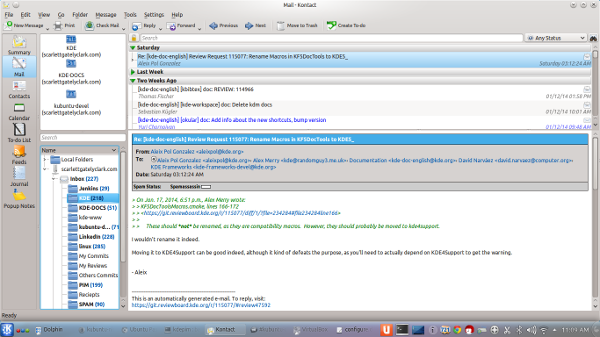 Mail - Kontact
File Edit View Go Folder Message Tools Settings Help
New Message Print Check Mail Reply Forward Previous Next Move to Trash Create To-do
Summary
Mail
Contacts
Calendar
To-do List
Feeds
Journal
Popup Notes
KDE
(scarlettgatelyclark.com)
KDE-DOCS
(scarlettgatelyclark.com)
kubuntu-devel
(scarlettgatelyclark.com)
Search
Name
Local Folders
scarlettgatelyclark.com
Inbox (227)
Jenkins (29)
KDE (218)
KDE-DOCS (51)
kde-www
kubuntu-d...
LinkedIn (28)
linux (285)
My Commits
My Reviews
Others Commits
PIM (199)
Reciepts
SPAM (90)
Search
Any Status
Saturday
Re: [kde-doc-english] Review Request 115077: Rename Macros in KF5DocTools to KDE5_
Aleix Pol Gonzalez Saturday 03:12:24 AM
Last Week
Two Weeks Ago
[kde-doc-english] [kbibtex] doc: REVIEW: 114966
Thomas Fischer 01/12/14 01:58 PM
[kde-doc-english] [kde-workspace] doc: Delete kdm docs
Sebastian Kügler 01/12/14 10:01 AM
[kde-doc-english] [okular] doc: Add info about the new shortcuts, bump version
Yuri Chornoivan
Re: [kde-doc-english] Review Request 115077: Rename Macros in KF5DocTools to KDE5_
From: Aleix Pol Gonzalez <aleixpol@kde.org>
To: Aleix Pol Gonzalez <aleixpol@kde.org> Alex Merry <kde@randomguy3.me.uk> Documentation <kde-doc-english@kde.org> David Narváez <david.narvaez@computer.org>
KDE Frameworks <kde-frameworks-devel@kde.org>
Date: Saturday 03:12:24 AM
Spam Status: Spamassassin
> On Jan. 17, 2014, 6:51 p.m., Alex Merry wrote:
> > KF5DocToolsMacros.cmake, lines 166-172
> > <https://git.reviewboard.kde.org/r/115077/diff/1/?file=234284#file234284line166>
> >
> > These should *not* be renamed, as they are compatibility macros. However, they should probably be moved to kde4support.
I wouldn't rename it indeed.
Moving it to KDE4Support can be good indeed, although it kind of defeats the purpose, as you'll need to actually depend on KDE4Support to get the warning.
- Aleix
This is an automatically generated e-mail. To reply, visit:
https://git.reviewboard.kde.org/r/115077/#review47592
Ready
Dolphin Kontact configure 11:04 AM